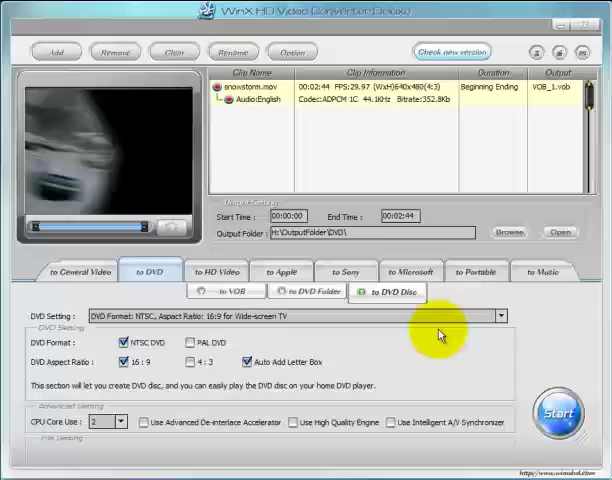 WinX HD Video Converter Deluxe
Add Remove Clear Rename Option Check new version
Clip Name Clip Information Duration Output
snowstorm.mov 00:02:44 FPS:29.97 (WxH)640x480(4:3) Beginning Ending VOB_1.vob
Audio:English Codec:ADPCM 1C 44.1KHz Bitrate:352.8Kb
Output Setting
Start Time : 00:00:00 End Time : 00:02:44
Output Folder : H:\OutputFolder\DVD\ Browse Open
to General Video to DVD to HD Video to Apple to Sony to Microsoft to Portable to Music
to VOB to DVD Folder to DVD Disc
DVD Setting : DVD Format: NTSC, Aspect Ratio: 16:9 for Wide-screen TV
DVD Setting
DVD Format : NTSC DVD PAL DVD
DVD Aspect Ratio : 16 : 9 4 : 3 Auto Add Letter Box
This section will let you create DVD disc, and you can easily play the DVD disc on your home DVD player.
Advanced Setting
CPU Core Use : 2 Use Advanced De-interlace Accelerator Use High Quality Engine Use Intelligent A/V Synchronizer
Start
File Setting
http://www.winxdvd.com